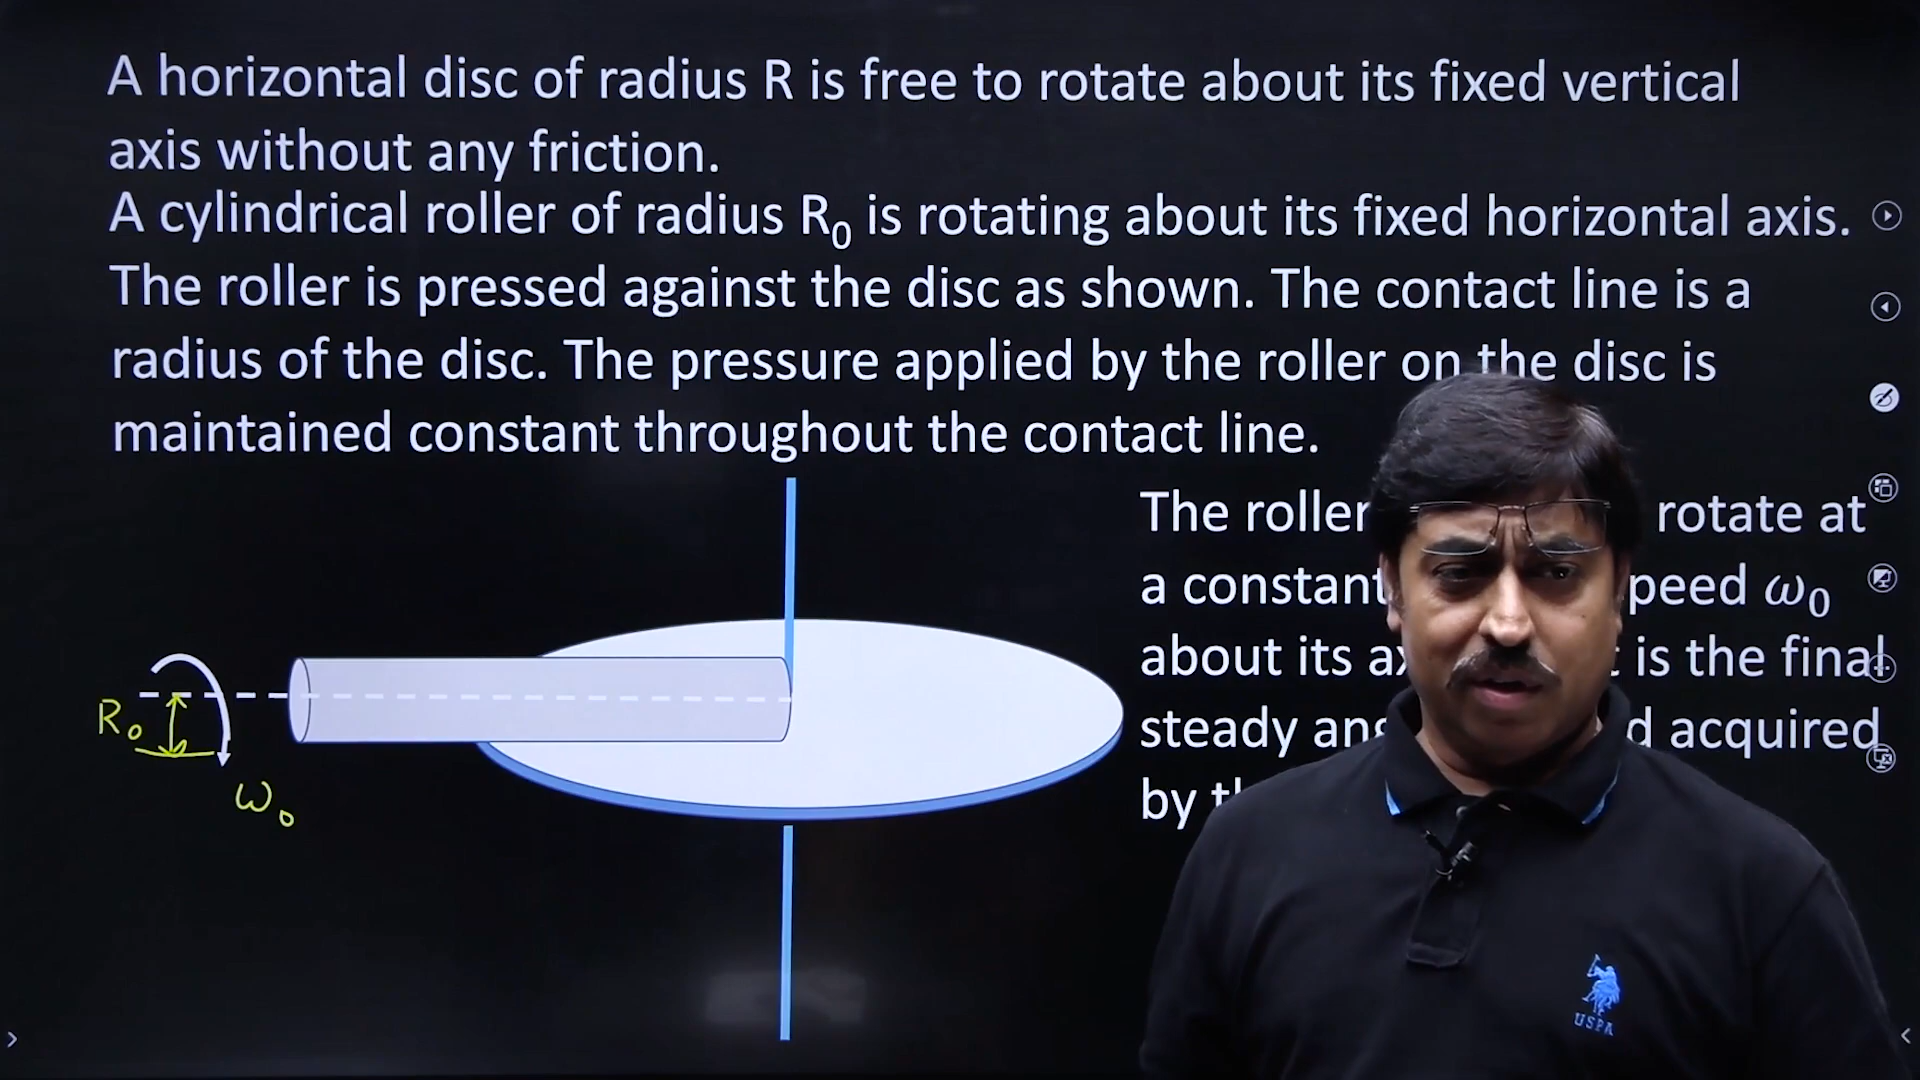 A horizontal disc of radius R is free to rotate about its fixed vertical
axis without any friction.
A cylindrical roller of radius R₀ is rotating about its fixed horizontal axis.
The roller is pressed against the disc as shown. The contact line is a
radius of the disc. The pressure applied by the roller on the disc is
maintained constant throughout the contact line.
The roller rotate at
a constant peed ω₀
about its is the final
steady d acquired
by
R₀
ω₀
USPA